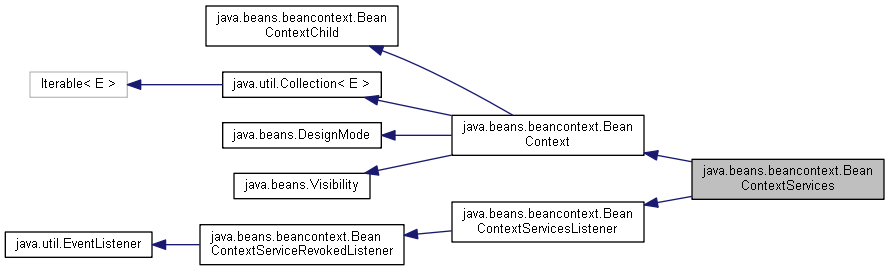 java.beans.beancontext.Bean
ContextChild
Iterable< E >
java.util.Collection< E >
java.beans.DesignMode
java.beans.beancontext.Bean
Context
java.beans.Visibility
java.beans.beancontext.Bean
ContextServices
java.beans.beancontext.Bean
ContextServicesListener
java.util.EventListener
java.beans.beancontext.Bean
ContextServiceRevokedListener